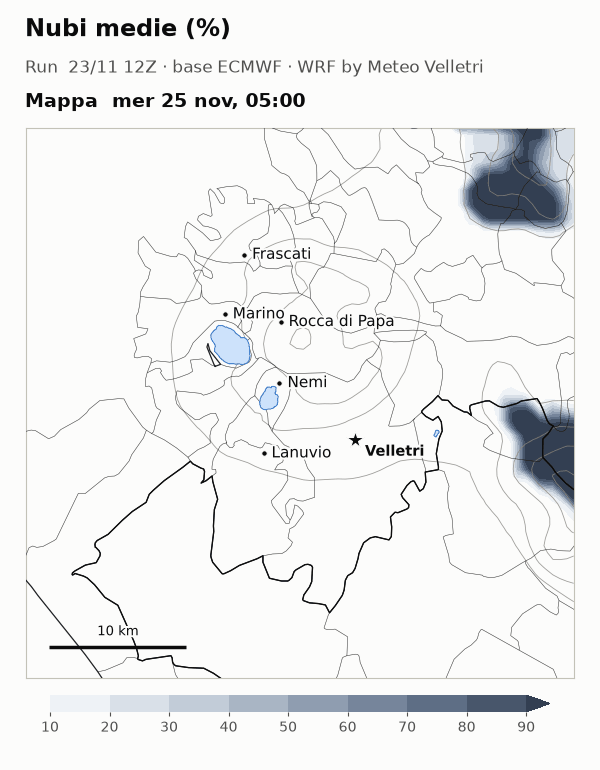 Nubi medie (%)
Run  23/11 12Z · base ECMWF · WRF by Meteo Velletri
Mappa  mer 25 nov, 05:00
Frascati
Marino
Rocca di Papa
Nemi
Velletri
Lanuvio
10 km
10 20 30 40 50 60 70 80 90